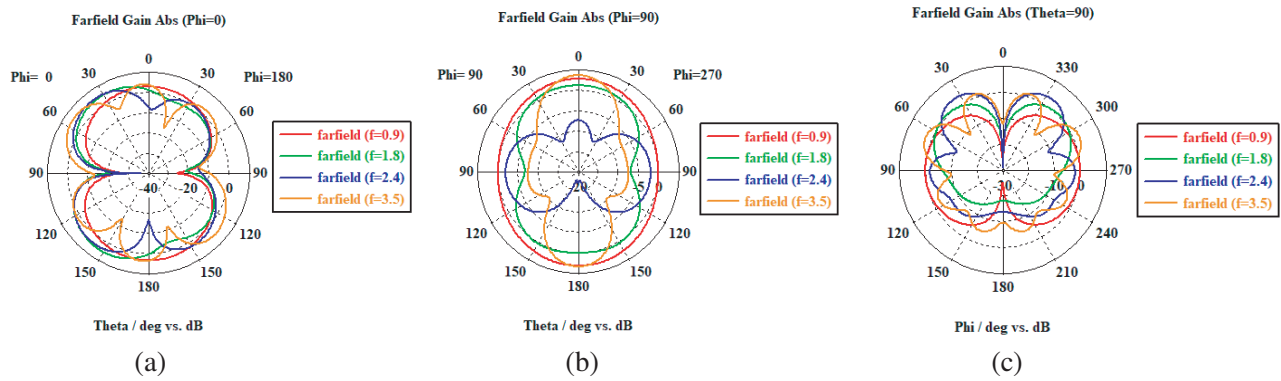 Farfield Gain Abs (Phi=0)
0
Phi= 0
30
30
Phi=180
60
60
90
-40
-20
0
90
120
120
150
150
180
Theta / deg vs. dB
farfield (f=0.9)
farfield (f=1.8)
farfield (f=2.4)
farfield (f=3.5)
(a)
Farfield Gain Abs (Phi=90)
0
Phi= 90
30
30
Phi=270
60
60
90
-20
-5
0
90
120
120
150
150
180
Theta / deg vs. dB
farfield (f=0.9)
farfield (f=1.8)
farfield (f=2.4)
farfield (f=3.5)
(b)
Farfield Gain Abs (Theta=90)
0
30
330
60
300
90
-30
-10
0
270
120
240
150
210
180
Phi / deg vs. dB
farfield (f=0.9)
farfield (f=1.8)
farfield (f=2.4)
farfield (f=3.5)
(c)